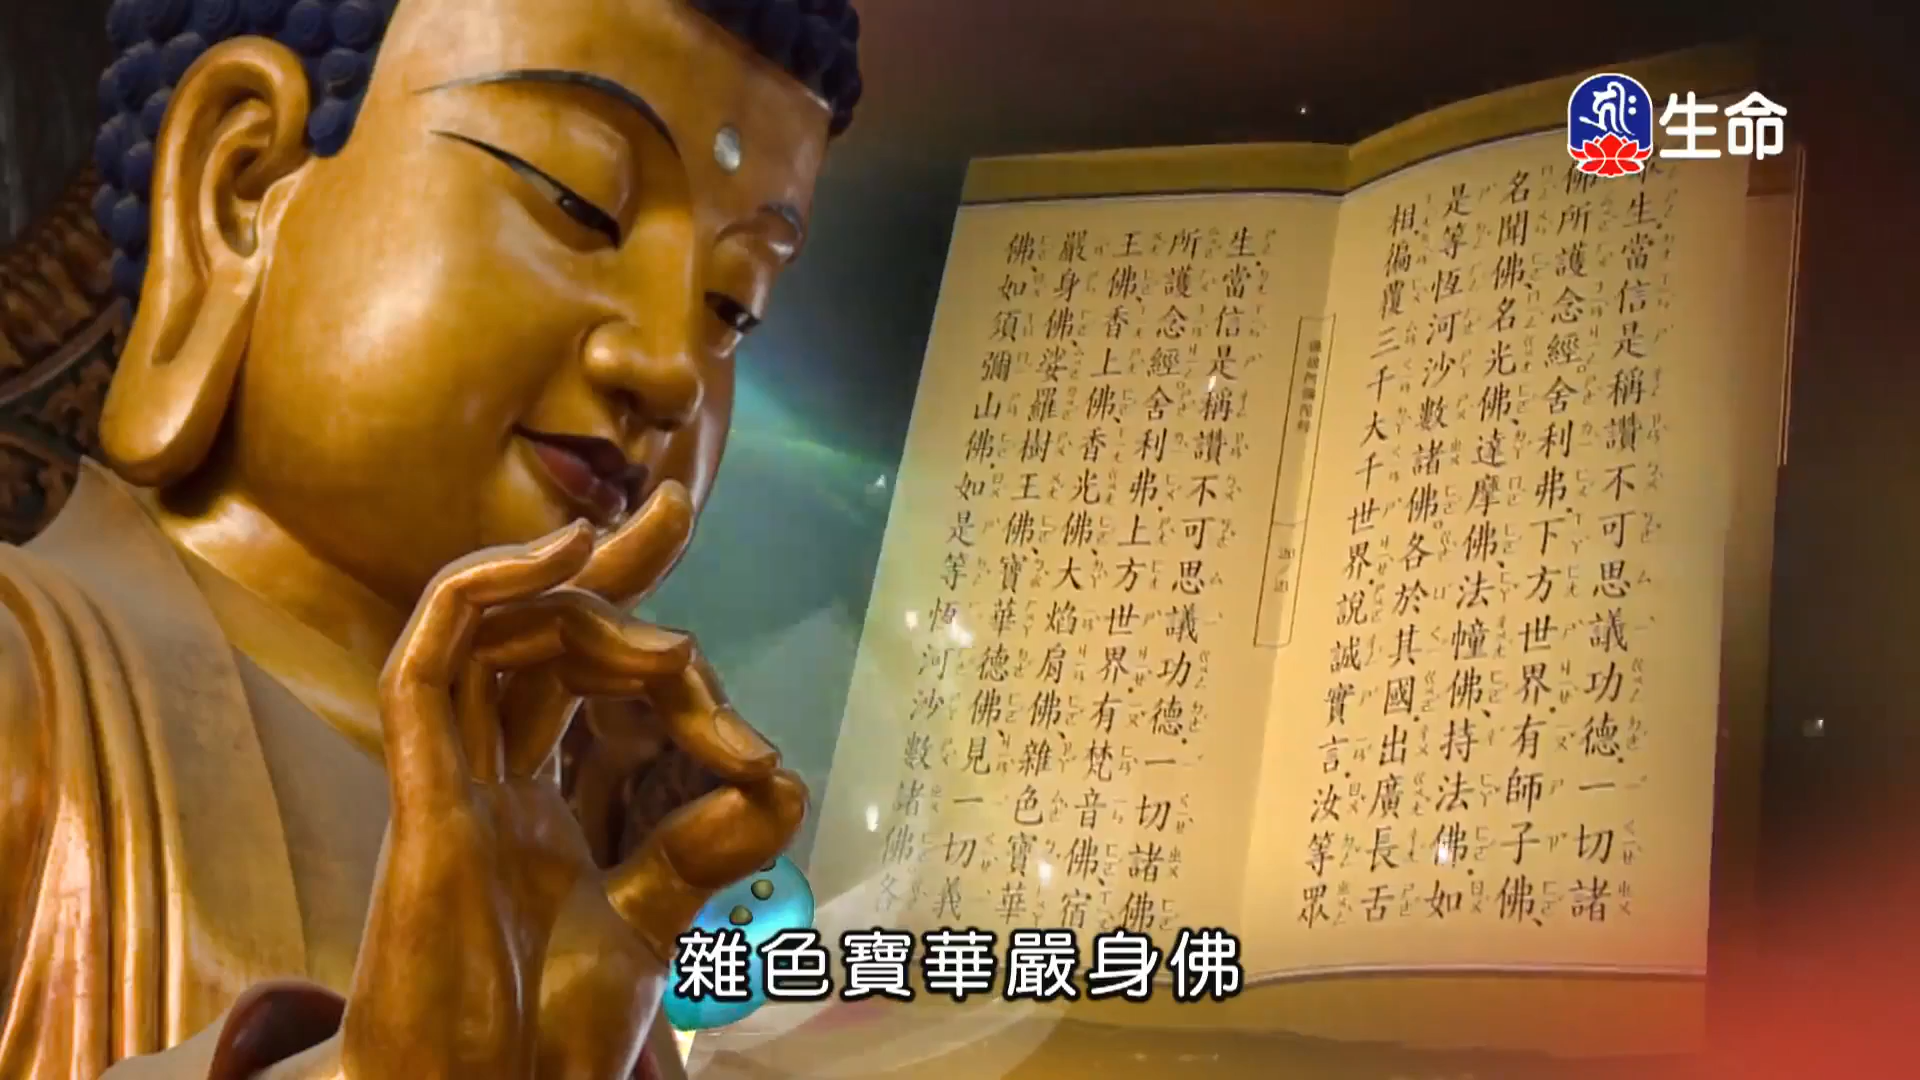 生命
生、當信是稱讚不可思議功德、一切諸
佛所護念經。舍利弗、下方世界、有師子佛、
名聞佛、名光佛、達摩佛、法幢佛、持法佛、如
是等恆河沙數諸佛。各於其國、出廣長舌
相、徧覆三千大千世界、說誠實言、汝等眾
生、當信是稱讚不可思議功德、一切諸佛
所護念經。舍利弗、上方世界、有梵音佛、宿
王佛、香上佛、香光佛、大焰肩佛、雜色寶華
嚴身佛、娑羅樹王佛、寶華德佛、見一切義
佛、如須彌山佛、如是等恆河沙數諸佛、各
雜色寶華嚴身佛